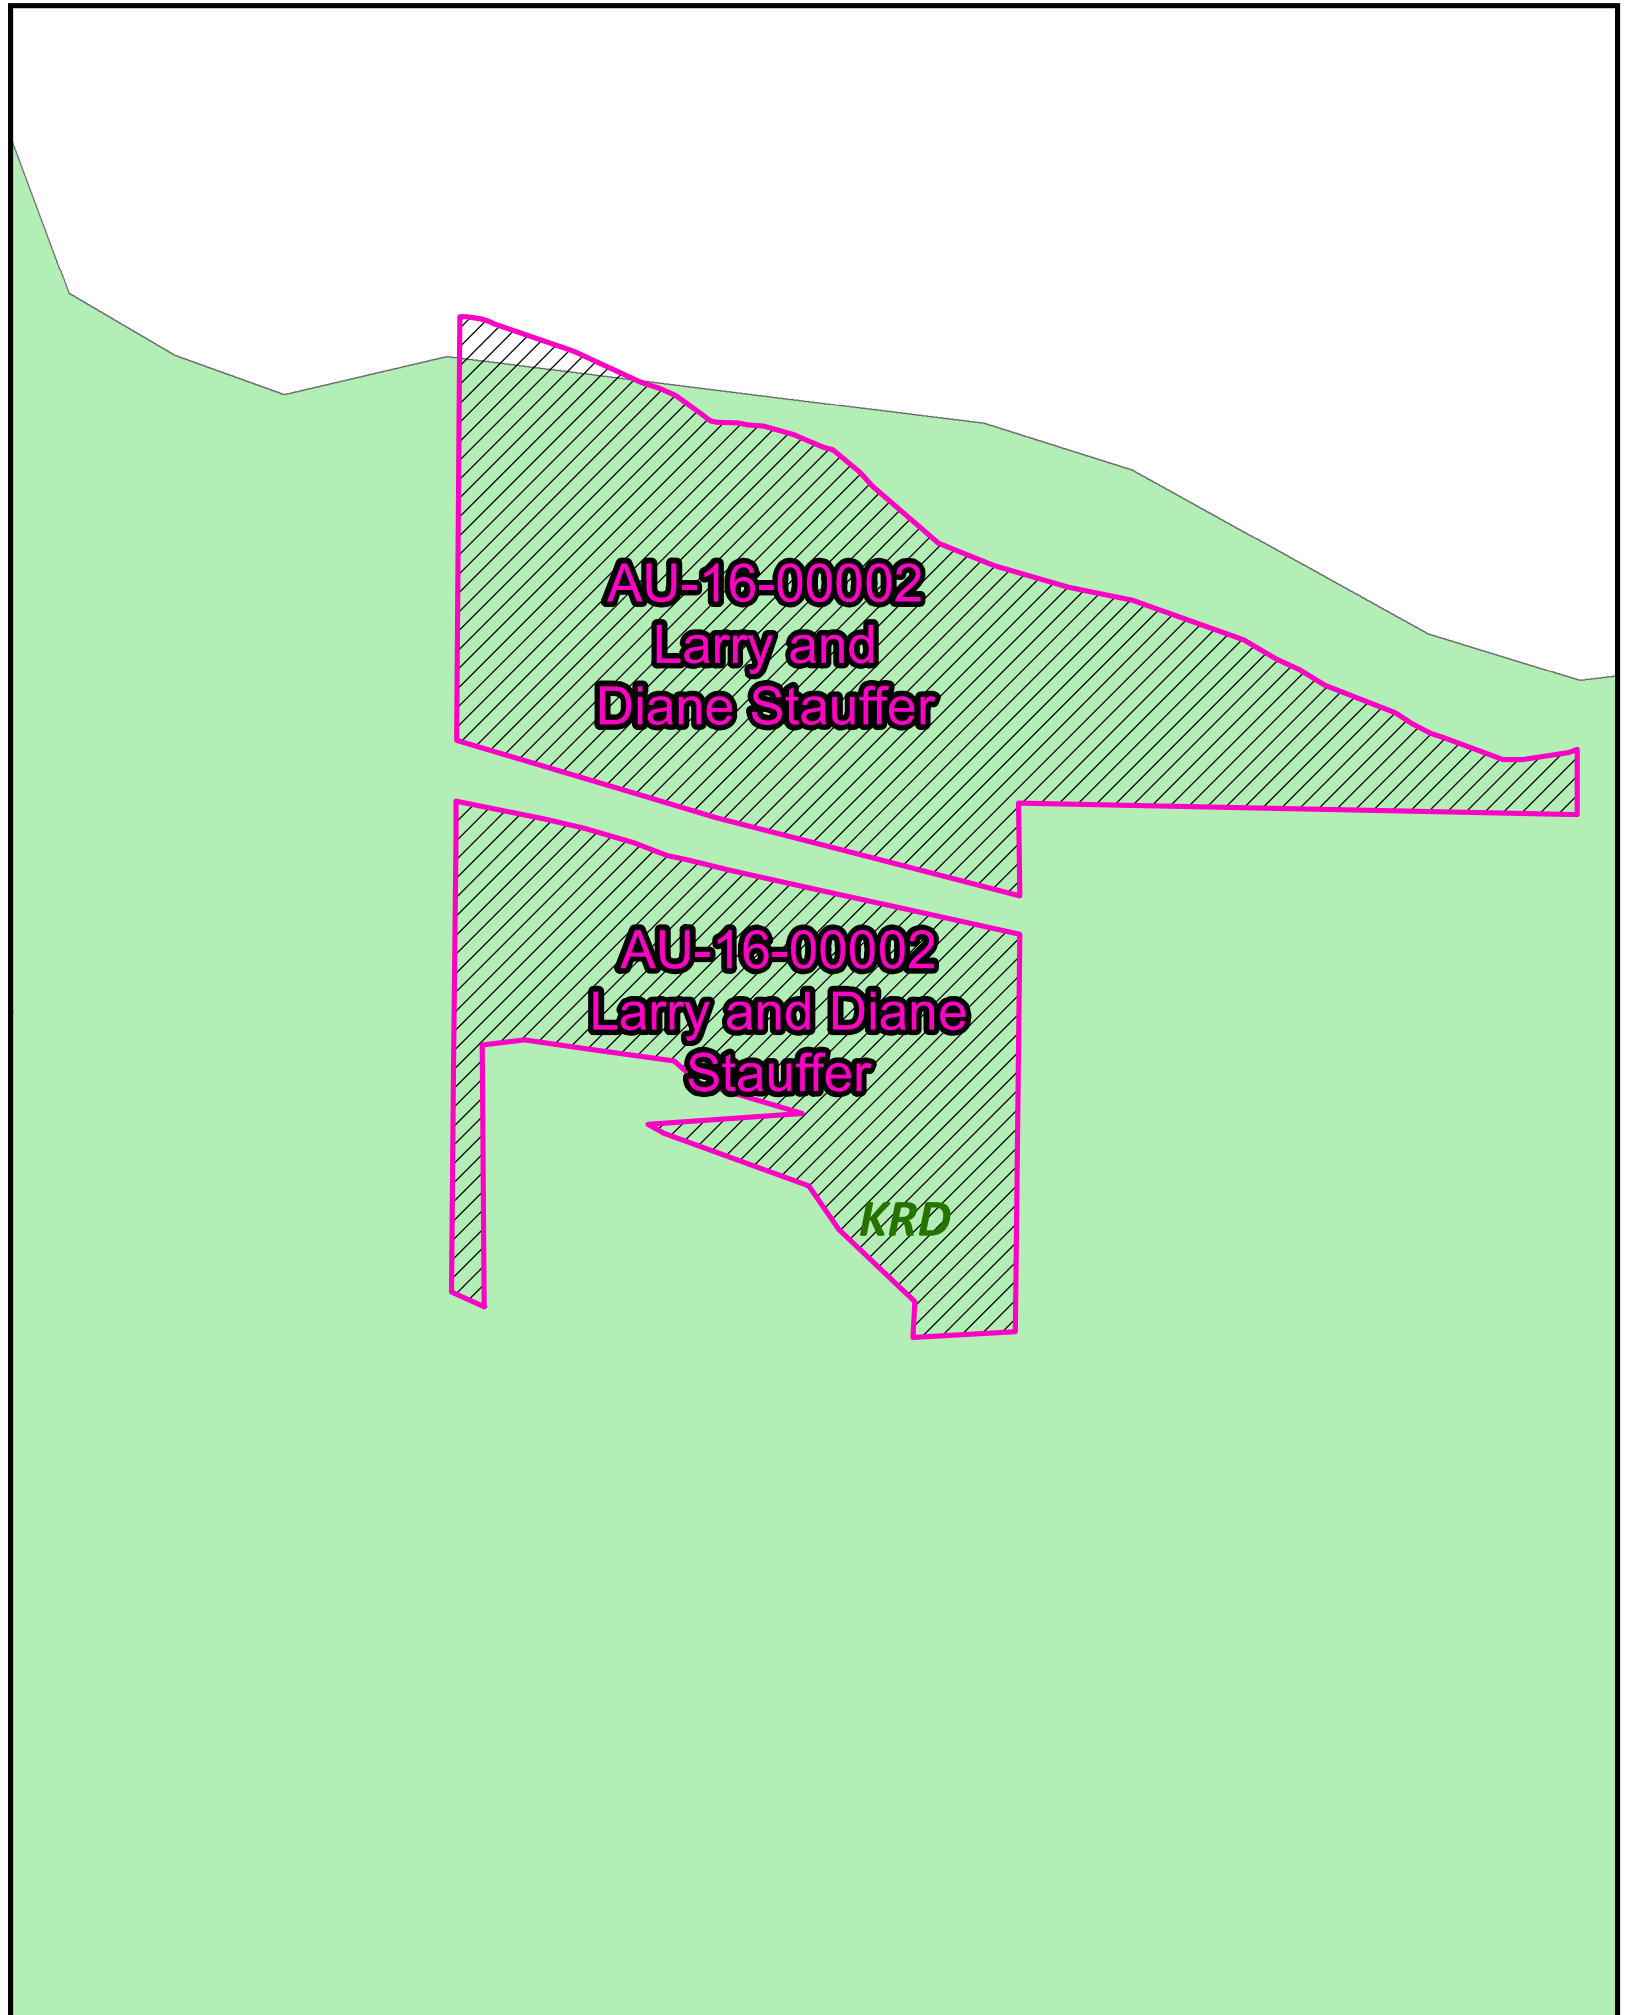 AU-16-00002
Larry and
Diane Stauffer
AU-16-00002
Larry and Diane
Stauffer
KRD